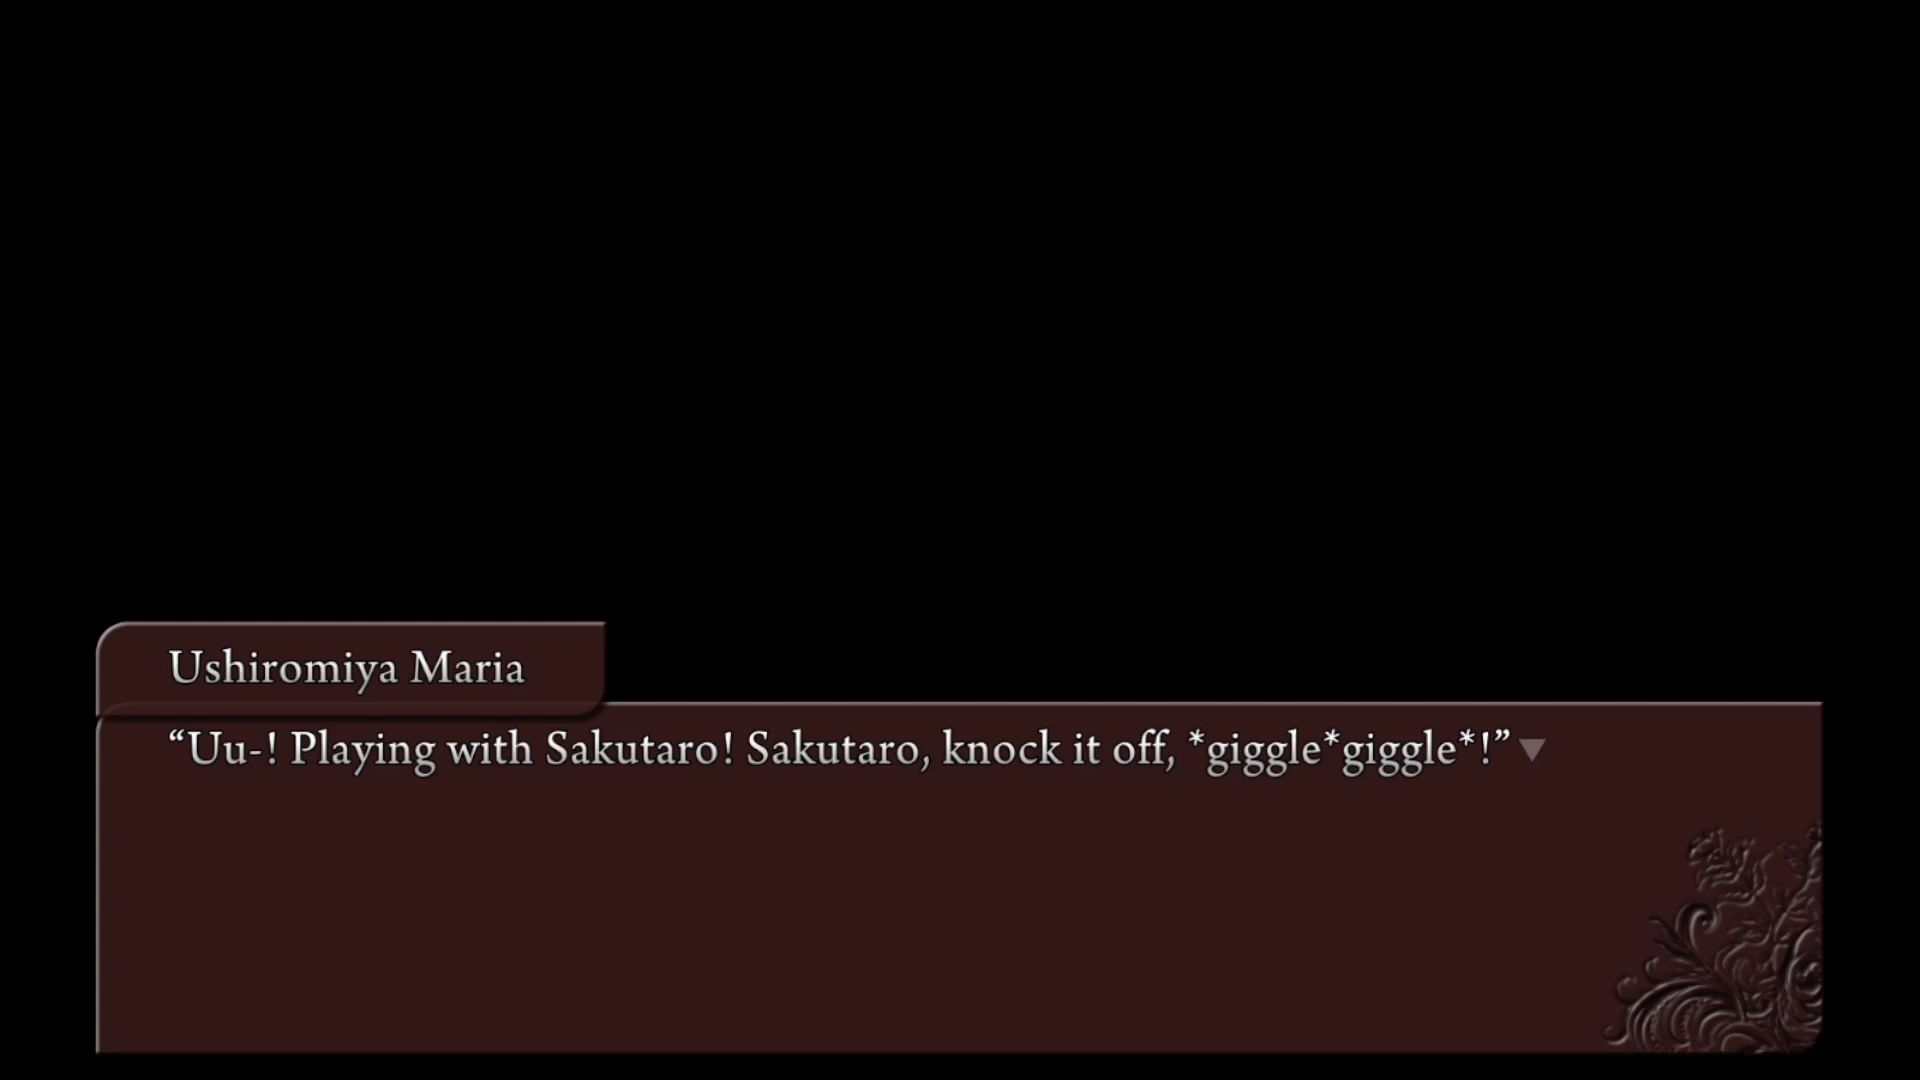 Ushiromiya Maria
“Uu-! Playing with Sakutaro! Sakutaro, knock it off, *giggle*giggle*!”